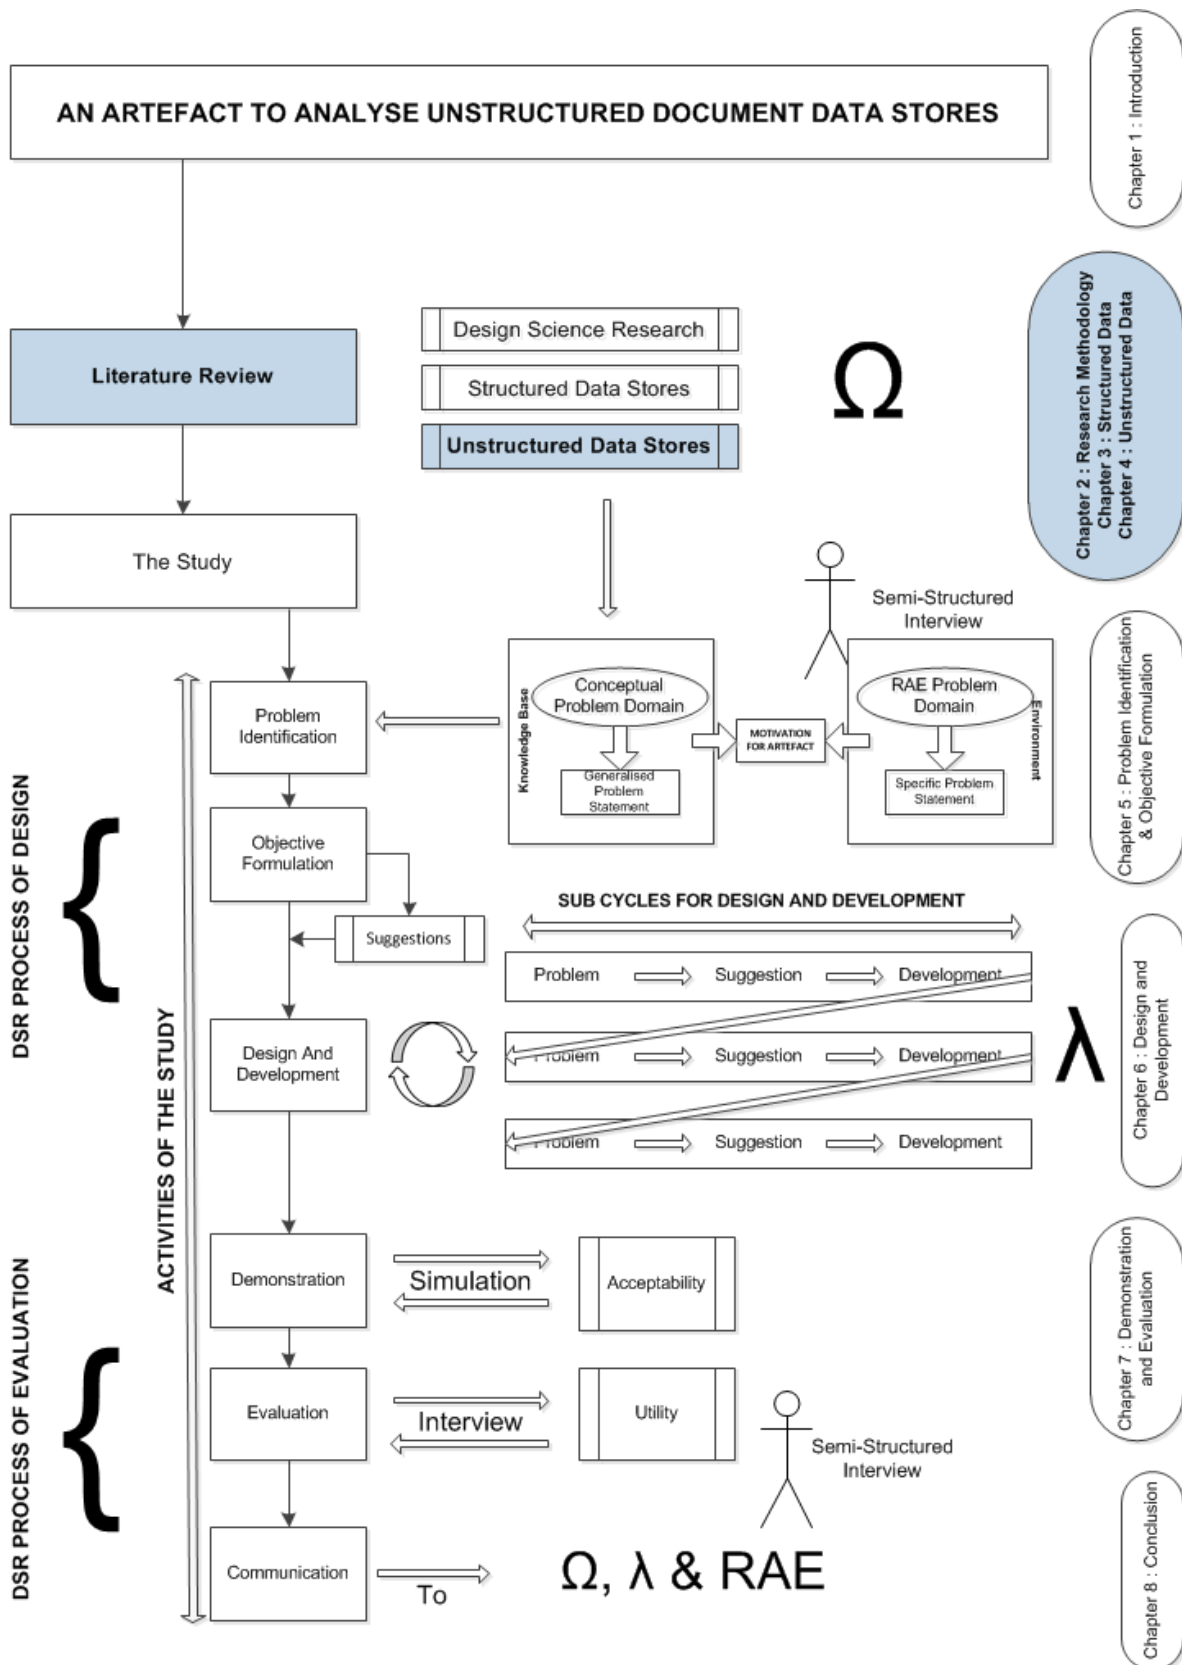 AN ARTEFACT TO ANALYSE UNSTRUCTURED DOCUMENT DATA STORES
Chapter 1 : Introduction
Literature Review
Design Science Research
Structured Data Stores
Unstructured Data Stores
Ω
Chapter 2 : Research Methodology
Chapter 3 : Structured Data
Chapter 4 : Unstructured Data
The Study
Semi-Structured
Interview
Problem
Identification
Knowledge Base
Conceptual
Problem Domain
Generalised
Problem
Statement
MOTIVATION
FOR ARTEFACT
RAE Problem
Domain
Specific Problem
Statement
Environment
Chapter 5 : Problem Identification
& Objective Formulation
DSR PROCESS OF DESIGN
{
Objective
Formulation
Suggestions
SUB CYCLES FOR DESIGN AND DEVELOPMENT
Problem
Suggestion
Development
ACTIVITIES OF THE STUDY
Design And
Development
Problem
Suggestion
Development
λ
Chapter 6 : Design and
Development
Problem
Suggestion
Development
DSR PROCESS OF EVALUATION
{
Demonstration
Simulation
Acceptability
Chapter 7 : Demonstration
and Evaluation
Evaluation
Interview
Utility
Semi-Structured
Interview
Communication
To
Ω, λ & RAE
Chapter 8 : Conclusion